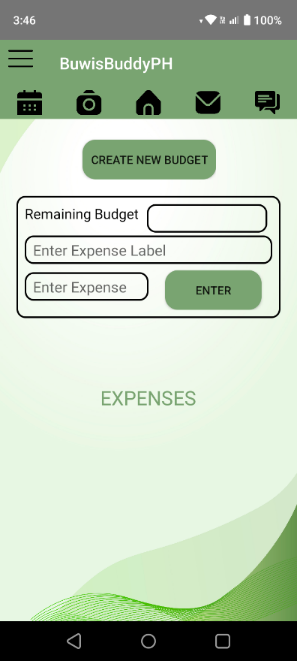 3:46
100%
BuwisBuddyPH
CREATE NEW BUDGET
Remaining Budget
Enter Expense Label
Enter Expense
ENTER
EXPENSES